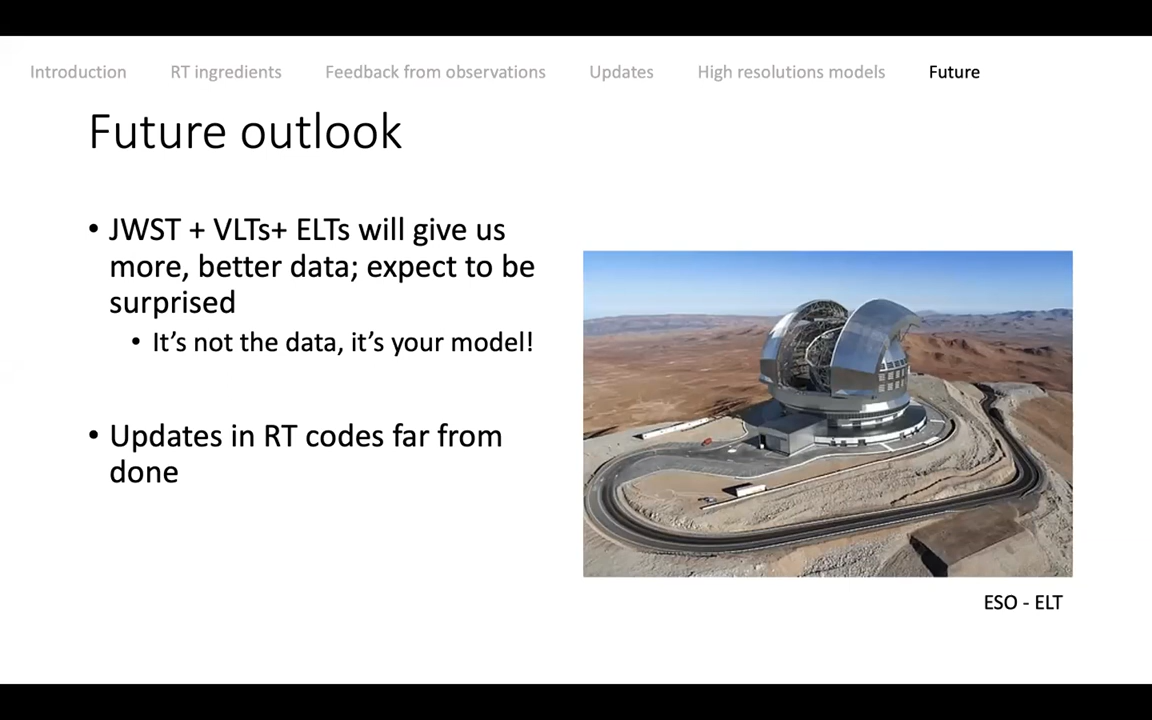 Introduction RT ingredients Feedback from observations Updates High resolutions models Future
Future outlook
• JWST + VLTs+ ELTs will give us
more, better data; expect to be
surprised
• It's not the data, it's your model!
• Updates in RT codes far from
done
ESO - ELT